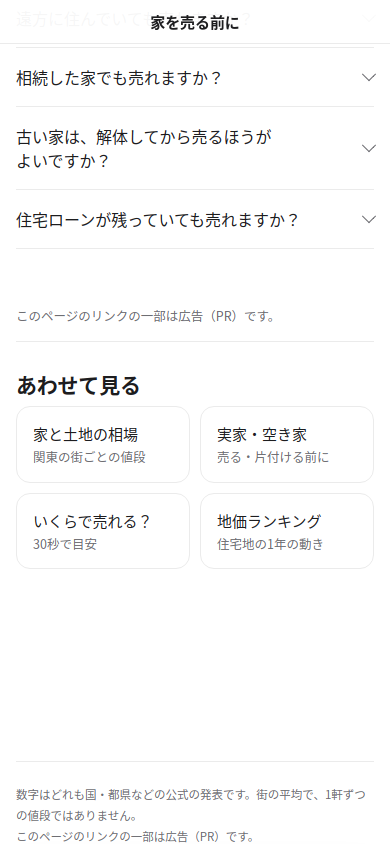 遠方に住んでいて
家を売る前に
相続した家でも売れますか？
古い家は、解体してから売るほうが
よいですか？
住宅ローンが残っていても売れますか？
このページのリンクの一部は広告（PR）です。
あわせて見る
家と土地の相場
関東の街ごとの値段
実家・空き家
売る・片付ける前に
いくらで売れる？
30秒で目安
地価ランキング
住宅地の1年の動き
数字はどれも国・都県などの公式の発表です。街の平均で、1軒ずつ
の値段ではありません。
このページのリンクの一部は広告（PR）です。